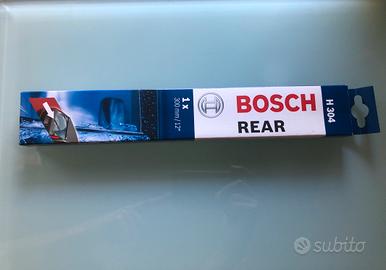 1 x
300 mm / 12"
BOSCH
REAR
H 304
subito